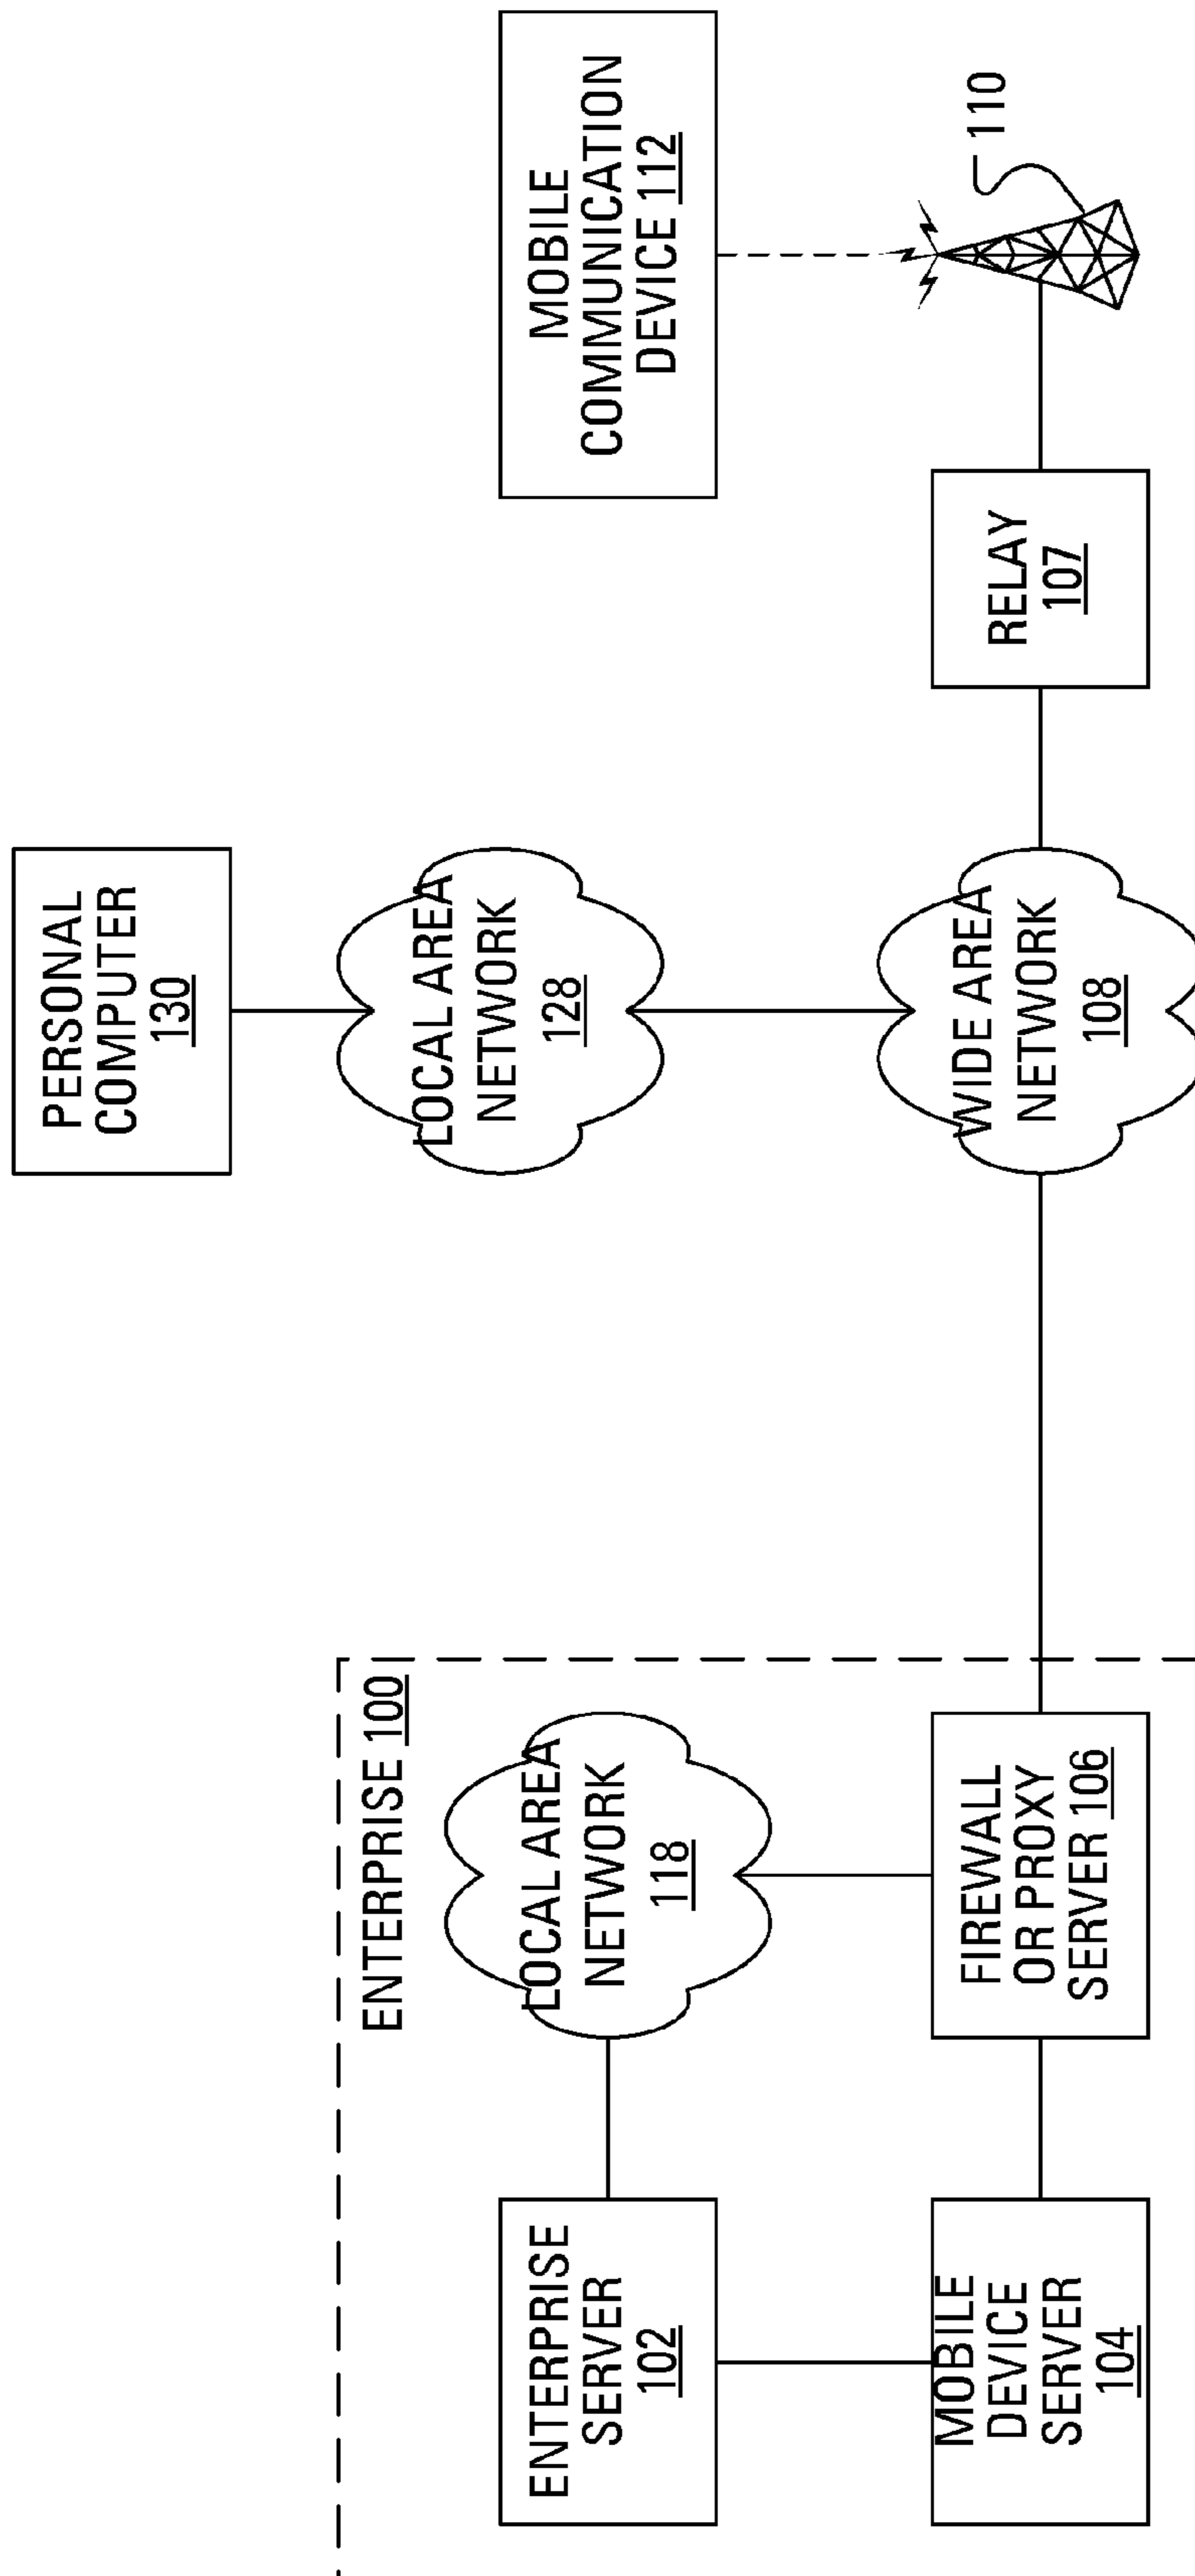 PERSONAL
COMPUTER
130
MOBILE
COMMUNICATION
DEVICE 112
LOCAL AREA
NETWORK
128
ENTERPRISE 100
LOCAL AREA
NETWORK
118
ENTERPRISE
SERVER
102
MOBILE
DEVICE
SERVER
104
FIREWALL
OR PROXY
SERVER 106
WIDE AREA
NETWORK
108
RELAY
107
110